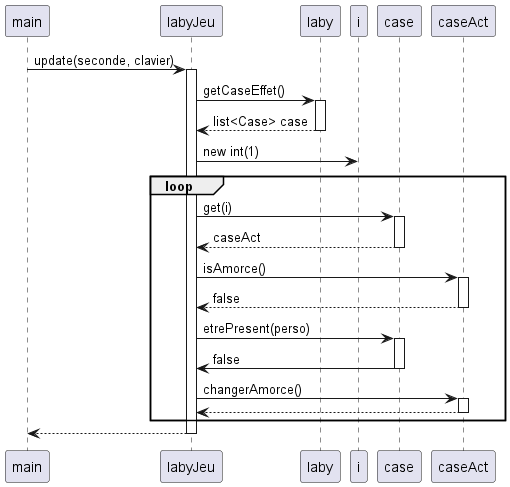 main labyJeu laby i case caseAct
update(seconde, clavier)
getCaseEffet()
list<Case> case
new int(1)
loop
get(i)
caseAct
isAmorce()
false
etrePresent(perso)
false
changerAmorce()
main labyJeu laby i case caseAct